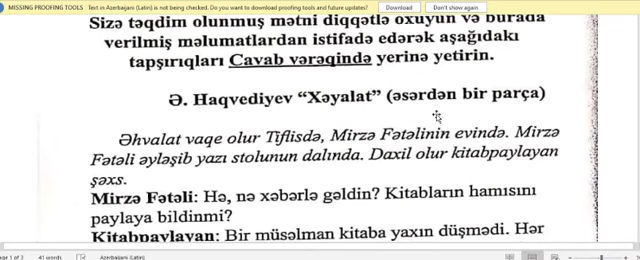 MISSING PROOFING TOOLS Text in Azerbaijani (Latin) is not being checked. Do you want to download proofing tools and future updates? Download Don't show again
Sizə təqdim olunmuş mətni diqqətlə oxuyun və burada
verilmiş məlumatlardan istifadə edərək aşağıdakı
tapşırıqları Cavab vərəqində yerinə yetirin.
Ə. Haqverdiyev “Xəyalat” (əsərdən bir parça)
Əhvalat vaqe olur Tiflisdə, Mirzə Fətəlinin evində. Mirzə
Fətəli əyləşib yazı stolunun dalında. Daxil olur kitabpaylayan
şəxs.
Mirzə Fətəli: Hə, nə xəbərlə gəldin? Kitabların hamısını
paylaya bildinmi?
Kitabpaylayan: Bir müsəlman kitaba yaxın düşmədi. Hər
age 1 of 3 41 words Azerbaijani (Latin)